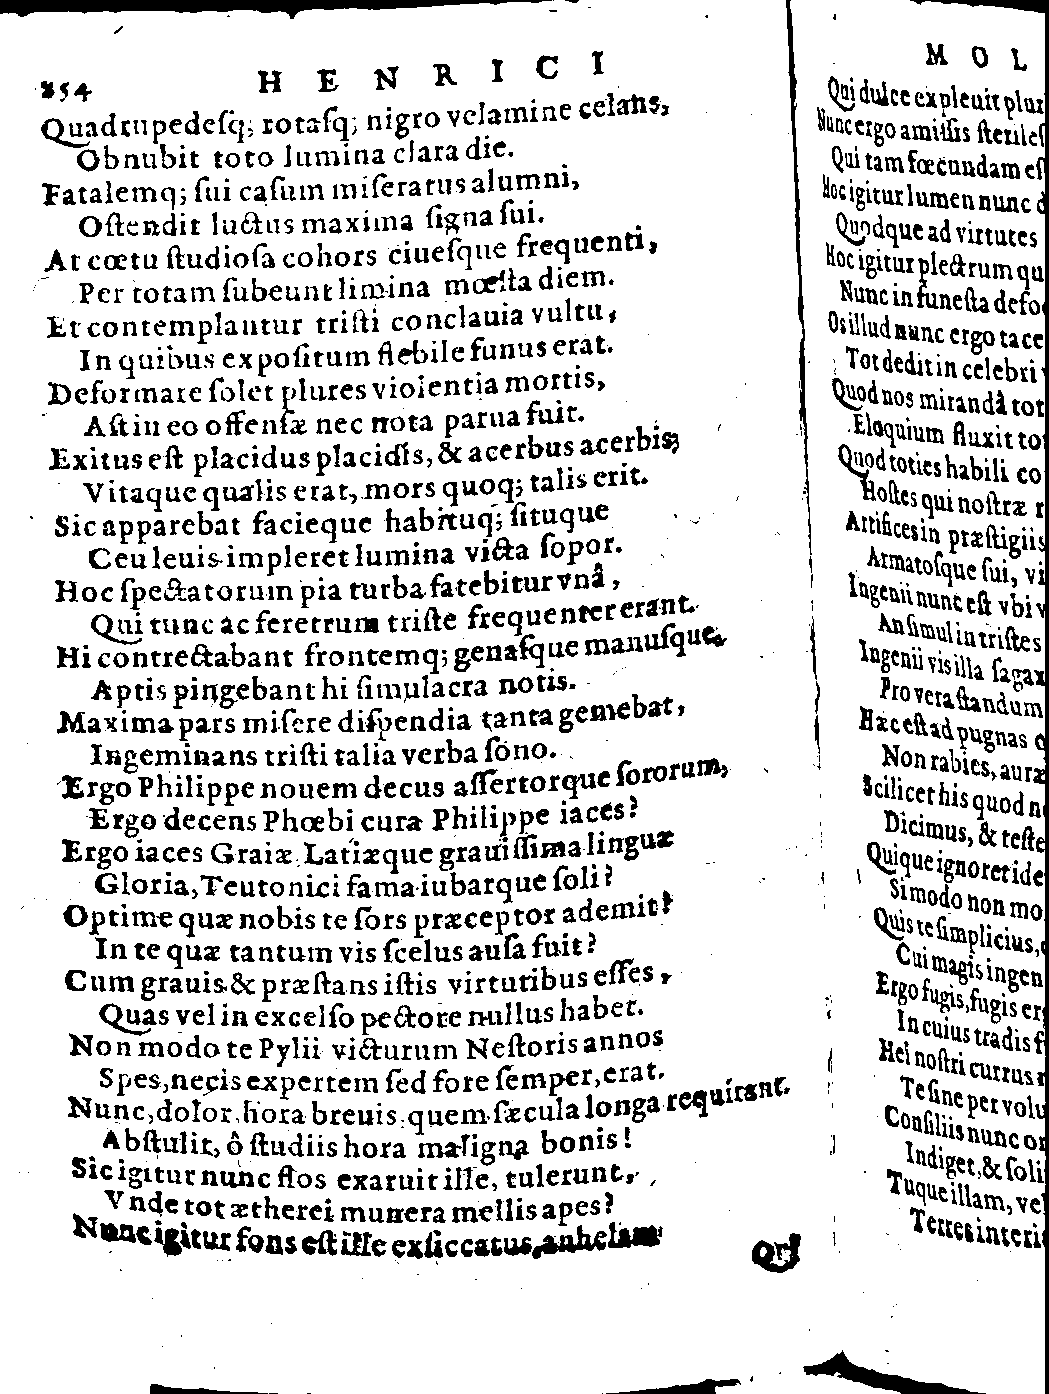 254 HENRICI
Quadrupedeſq; rotaſq; nigro velamine celans,
Obnubit toto lumina clara die.
Fatalemq; ſui caſum miſeratus alumni,
Oſtendit luctus maxima ſigna ſui.
At cœtu ſtudioſa cohors ciueſque frequenti,
Per totam ſubeunt limina mœſta diem.
Et contemplantur triſti conclauia vultu,
In quibus expoſitum flebile funus erat.
Deformare ſolet plures violentia mortis,
Aſt in eo offenſæ nec nota parua fuit.
Exitus eſt placidus placidîs, & acerbus acerbis;
Vitaque qualis erat, mors quoq; talis erit.
Sic apparebat facieque habituq; ſituque
Ceu leuis impleret lumina victa ſopor.
Hoc ſpectatorum pia turba fatebitur vnâ,
Qui tunc ac feretrum triſte frequenter erant.
Hi contrectabant frontemq; genaſque manuſque,
Aptis pingebant hi ſimulacra notis.
Maxima pars miſere diſpendia tanta gemebat,
Ingeminans triſti talia verba ſono.
Ergo Philippe nouem decus aſſertorque ſororum,
Ergo decens Phœbi cura Philippe iaces?
Ergo iaces Graiæ Latiæque grauiſſima linguæ
Gloria, Teutonici fama iubarque ſoli?
Optime quæ nobis te ſors præceptor ademit?
In te quæ tantum vis ſcelus auſa fuit?
Cum grauis & præſtans iſtis virtutibus eſſes,
Quas vel in excelſo pectore nullus habet.
Non modo te Pylii victurum Neſtoris annos
Spes, necis expertem ſed fore ſemper, erat.
Nunc, dolor, hora breuis quem ſæcula longa requirant.
Abſtulit, ô ſtudiis hora maligna bonis!
Sic igitur nunc flos exaruit ille, tulerunt,
Vnde tot ætherei munera mellis apes?
Nunc igitur fons eſt ille exſiccatus, anhelam
Qui
MOL
Qui dulce expleuit plur
Nunc ergo amiſſis ſteriles
Qui tam fœcundam eſ
Hoc igitur lumen nunc d
Quodque ad virtutes
Hoc igitur plectrum qu
Nunc in funeſta defo
Os illud nunc ergo tace
Tot dedit in celebri v
Quod nos mirandâ tot
Eloquium fluxit to
Quod toties habili co
Hoſtes qui noſtræ r
Artifices in præſtigiis
Armatoſque ſui, vi
Ingenii nunc eſt vbi v
An ſimul in triſtes
Ingenii vis illa ſagax
Pro vera ſtandum
Hæc eſt ad pugnas
Non rabies, auræ
Scilicet his quod n
Dicimus, & teſte
Quique ignoret ide
Si modo non mo
Quis te ſimplicius,
Cui magis ingen
Ergo fugis, fugis er
In cuius tradis f
Hei noſtri currus
Te ſine per volu
Conſiliis nunc or
Indiget & ſoli
Tuque illam, vel
Terres interi